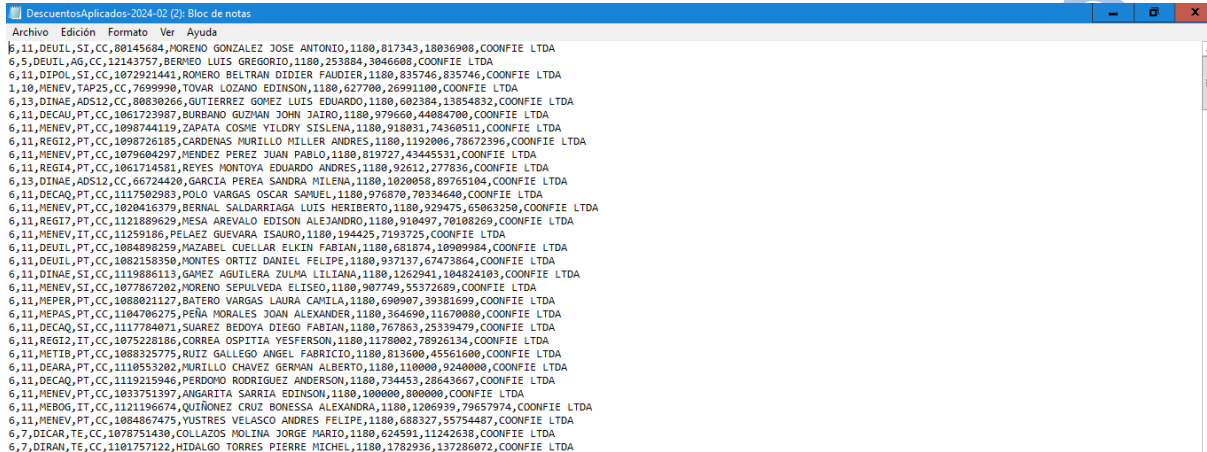 DescuentosAplicados-2024-02 (2): Bloc de notas
Archivo Edición Formato Ver Ayuda
6,11,DEUIL,SI,CC,80145684,MORENO GONZALEZ JOSE ANTONIO,1180,817343,18036908,COONFIE LTDA
6,5,DEUIL,AG,CC,12143757,BERMEO LUIS GREGORIO,1180,253884,3046608,COONFIE LTDA
6,11,DIPOL,SI,CC,1072921441,ROMERO BELTRAN DIDIER FAUDIER,1180,835746,835746,COONFIE LTDA
1,10,MENEV,TAP25,CC,7699990,TOVAR LOZANO EDINSON,1180,627700,26991100,COONFIE LTDA
6,13,DINAE,ADS12,CC,80830266,GUTIERREZ GOMEZ LUIS EDUARDO,1180,602384,13854832,COONFIE LTDA
6,11,DECAU,PT,CC,1061723987,BURBANO GUZMAN JOHN JAIRO,1180,979660,44084700,COONFIE LTDA
6,11,MENEV,PT,CC,1098744119,ZAPATA COSME YILDRY SISLENA,1180,918031,74360511,COONFIE LTDA
6,11,REGI2,PT,CC,1098726185,CARDENAS MURILLO MILLER ANDRES,1180,1192006,78672396,COONFIE LTDA
6,11,MENEV,PT,CC,1079604297,MENDEZ PEREZ JUAN PABLO,1180,819727,43445531,COONFIE LTDA
6,11,REGI4,PT,CC,1061714581,REYES MONTOYA EDUARDO ANDRES,1180,92612,277836,COONFIE LTDA
6,13,DINAE,ADS12,CC,66724420,GARCIA PEREA SANDRA MILENA,1180,1020058,89765104,COONFIE LTDA
6,11,DECAQ,PT,CC,1117502983,POLO VARGAS OSCAR SAMUEL,1180,976870,70334640,COONFIE LTDA
6,11,MENEV,PT,CC,1020416379,BERNAL SALDARRIAGA LUIS HERIBERTO,1180,929475,65063250,COONFIE LTDA
6,11,REGI7,PT,CC,1121889629,MESA AREVALO EDISON ALEJANDRO,1180,910497,70108269,COONFIE LTDA
6,11,MENEV,IT,CC,11259186,PELAEZ GUEVARA ISAURO,1180,194425,7193725,COONFIE LTDA
6,11,DEUIL,PT,CC,1084898259,MAZABEL CUELLAR ELKIN FABIAN,1180,681874,10909984,COONFIE LTDA
6,11,DEUIL,PT,CC,1082158350,MONTES ORTIZ DANIEL FELIPE,1180,937137,67473864,COONFIE LTDA
6,11,DINAE,SI,CC,1119886113,GAMEZ AGUILERA ZULMA LILIANA,1180,1262941,104824103,COONFIE LTDA
6,11,MENEV,SI,CC,1077867202,MORENO SEPULVEDA ELISEO,1180,907749,55372689,COONFIE LTDA
6,11,MEPER,PT,CC,1088021127,BATERO VARGAS LAURA CAMILA,1180,690907,39381699,COONFIE LTDA
6,11,MEPAS,PT,CC,1104706275,PEÑA MORALES JOAN ALEXANDER,1180,364690,11670080,COONFIE LTDA
6,11,DECAQ,SI,CC,1117784071,SUAREZ BEDOYA DIEGO FABIAN,1180,767863,25339479,COONFIE LTDA
6,11,REGI2,IT,CC,1075228186,CORREA OSPITIA YESFERSON,1180,1178002,78926134,COONFIE LTDA
6,11,METIB,PT,CC,1088325775,RUIZ GALLEGO ANGEL FABRICIO,1180,813600,45561600,COONFIE LTDA
6,11,DEARA,PT,CC,1110553202,MURILLO CHAVEZ GERMAN ALBERTO,1180,110000,9240000,COONFIE LTDA
6,11,DECAQ,PT,CC,1119215946,PERDOMO RODRIGUEZ ANDERSON,1180,734453,28643667,COONFIE LTDA
6,11,MENEV,PT,CC,1033751397,ANGARITA SARRIA EDINSON,1180,100000,800000,COONFIE LTDA
6,11,MEBOG,IT,CC,1121196674,QUIÑONEZ CRUZ BONESSA ALEXANDRA,1180,1206939,79657974,COONFIE LTDA
6,11,MENEV,PT,CC,1084867475,YUSTRES VELASCO ANDRES FELIPE,1180,688327,55754487,COONFIE LTDA
6,7,DICAR,TE,CC,1078751430,COLLAZOS MOLINA JORGE MARIO,1180,624591,11242638,COONFIE LTDA
6,7,DIRAN,TE,CC,1101757122,HIDALGO TORRES PIERRE MICHEL,1180,1782936,137286072,COONFIE LTDA